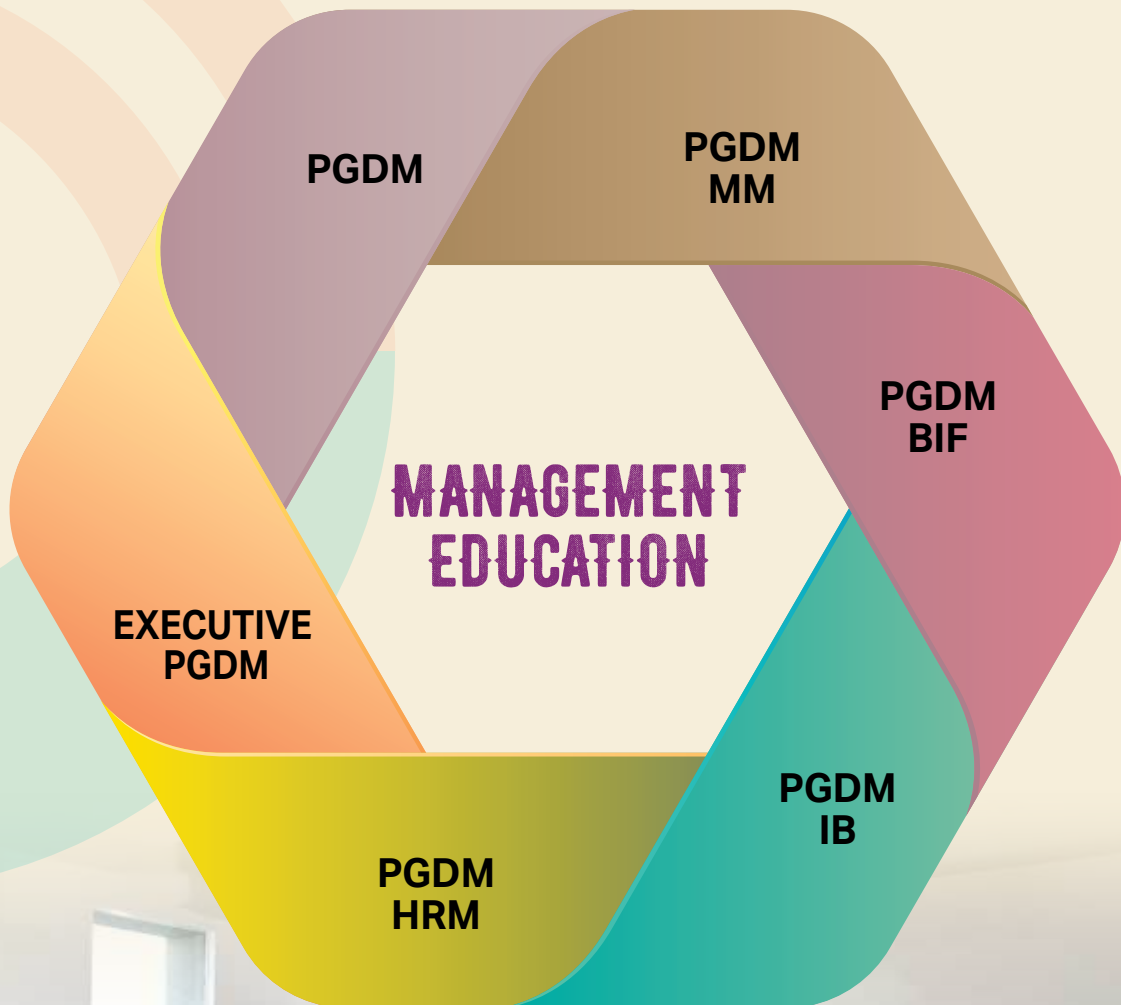 PGDM
PGDM
MM
PGDM
BIF
MANAGEMENT
EDUCATION
EXECUTIVE
PGDM
PGDM
IB
PGDM
HRM